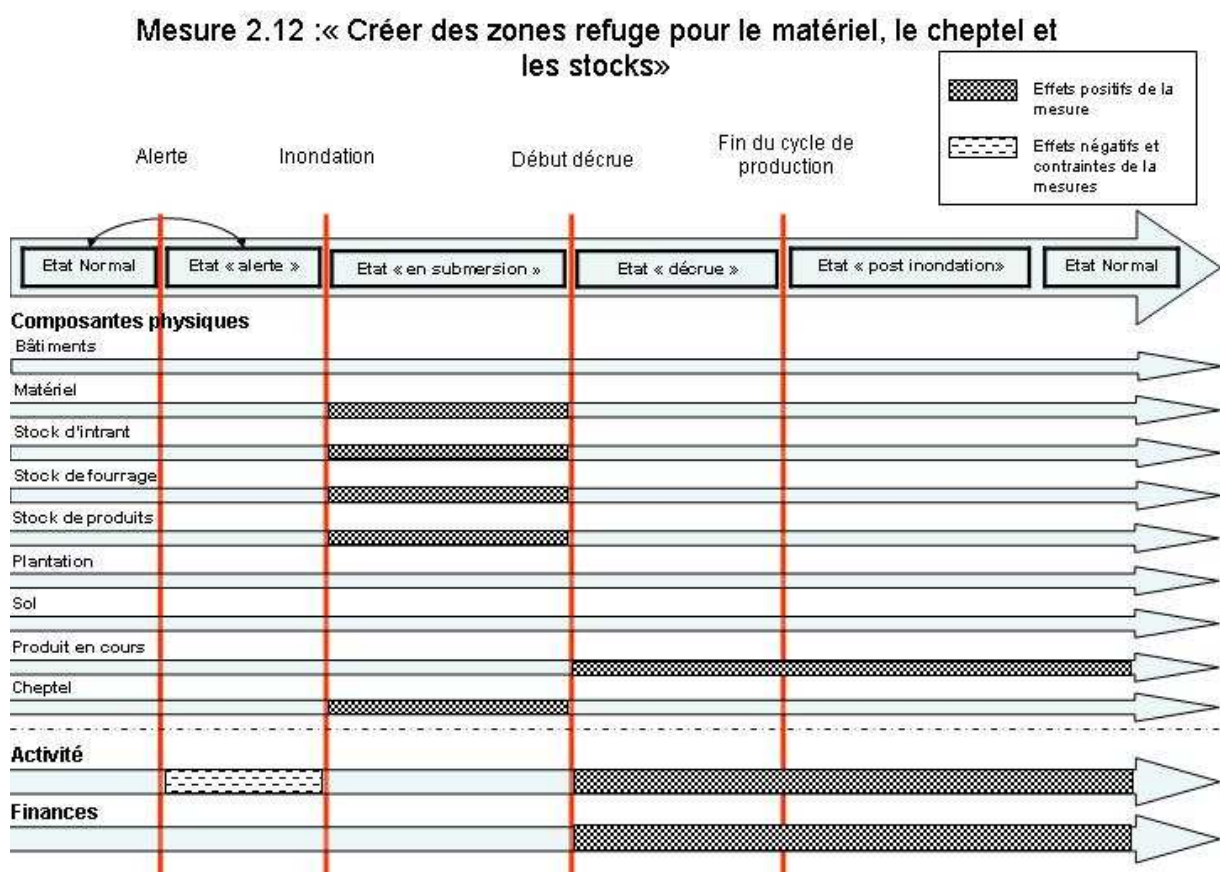 Mesure 2.12 :« Créer des zones refuge pour le matériel, le cheptel et
les stocks»
Effets positifs de la
mesure
Effets négatifs et
contraintes de la
mesures
Alerte
Inondation
Début décrue
Fin du cycle de
production
Etat Normal
Etat « alerte »
Etat « en submersion »
Etat « décrue »
Etat « post inondation»
Etat Normal
Composantes physiques
Bâtiments
Matériel
Stock d'intrant
Stock de fourrage
Stock de produits
Plantation
Sol
Produit en cours
Cheptel
Activité
Finances